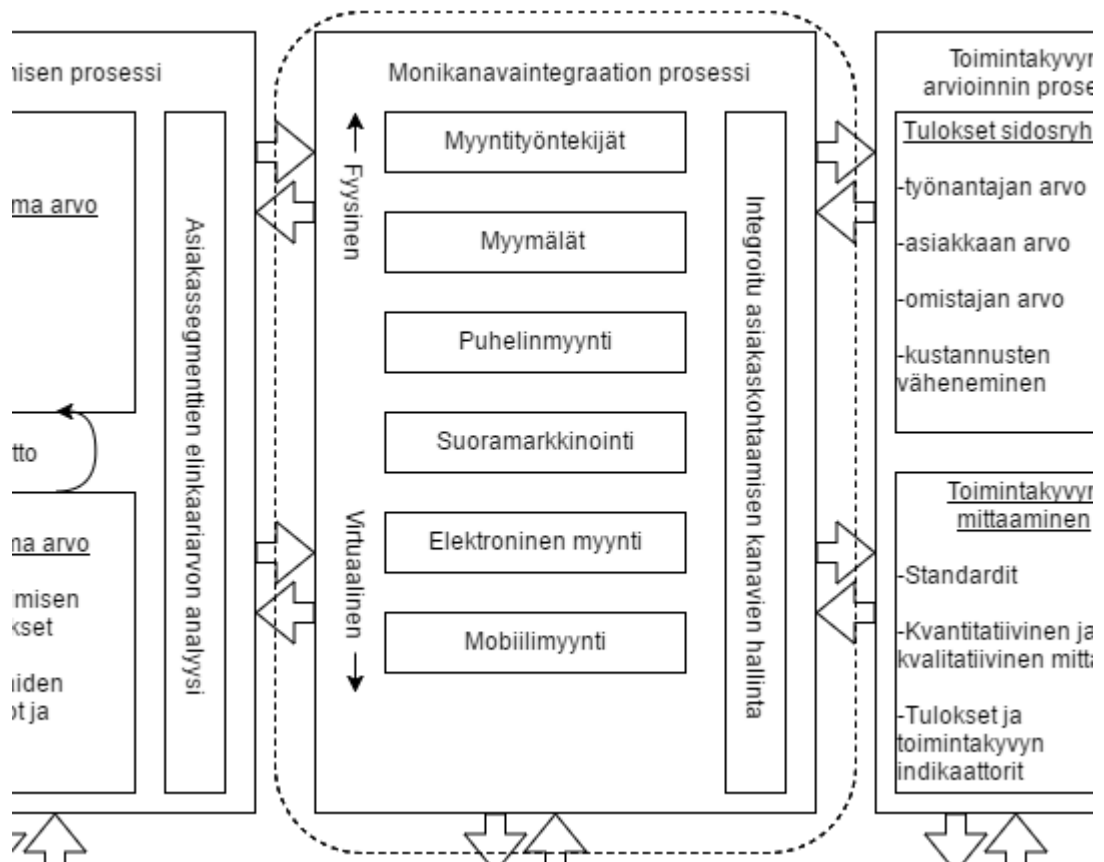 misen prosessi
ma arvo
tto
ma arvo
imisen
kset
niden
ot ja
Asiakassegmenttien elinkaariarvon analyysi
Monikanavaintegraation prosessi
Fyysinen
Virtuaalinen
Myyntityöntekijät
Myymälät
Puhelinmyynti
Suoramarkkinointi
Elektroninen myynti
Mobiilimyynti
Integroitu asiakaskohtaamisen kanavien hallinta
Toimintakyvyn
arvioinnin prose
Tulokset sidosryh
-työnantajan arvo
-asiakkaan arvo
-omistajan arvo
-kustannusten
väheneminen
Toimintakyvyn
mittaaminen
-Standardit
-Kvantitatiivinen ja
kvalitatiivinen mitta
-Tulokset ja
toimintakyvyn
indikaattorit